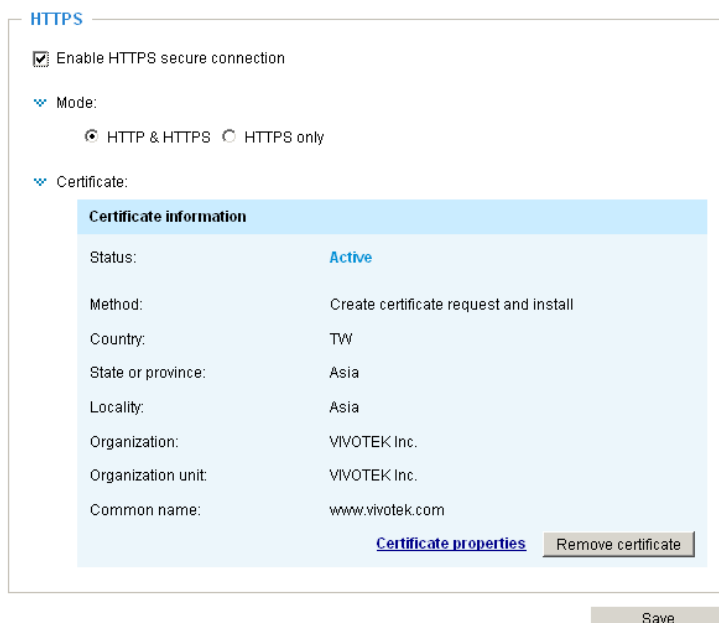 HTTPS
Enable HTTPS secure connection
Mode:
HTTP & HTTPS HTTPS only
Certificate:
Certificate information
Status: Active
Method: Create certificate request and install
Country: TW
State or province: Asia
Locality: Asia
Organization: VIVOTEK Inc.
Organization unit: VIVOTEK Inc.
Common name: www.vivotek.com
Certificate properties Remove certificate
Save